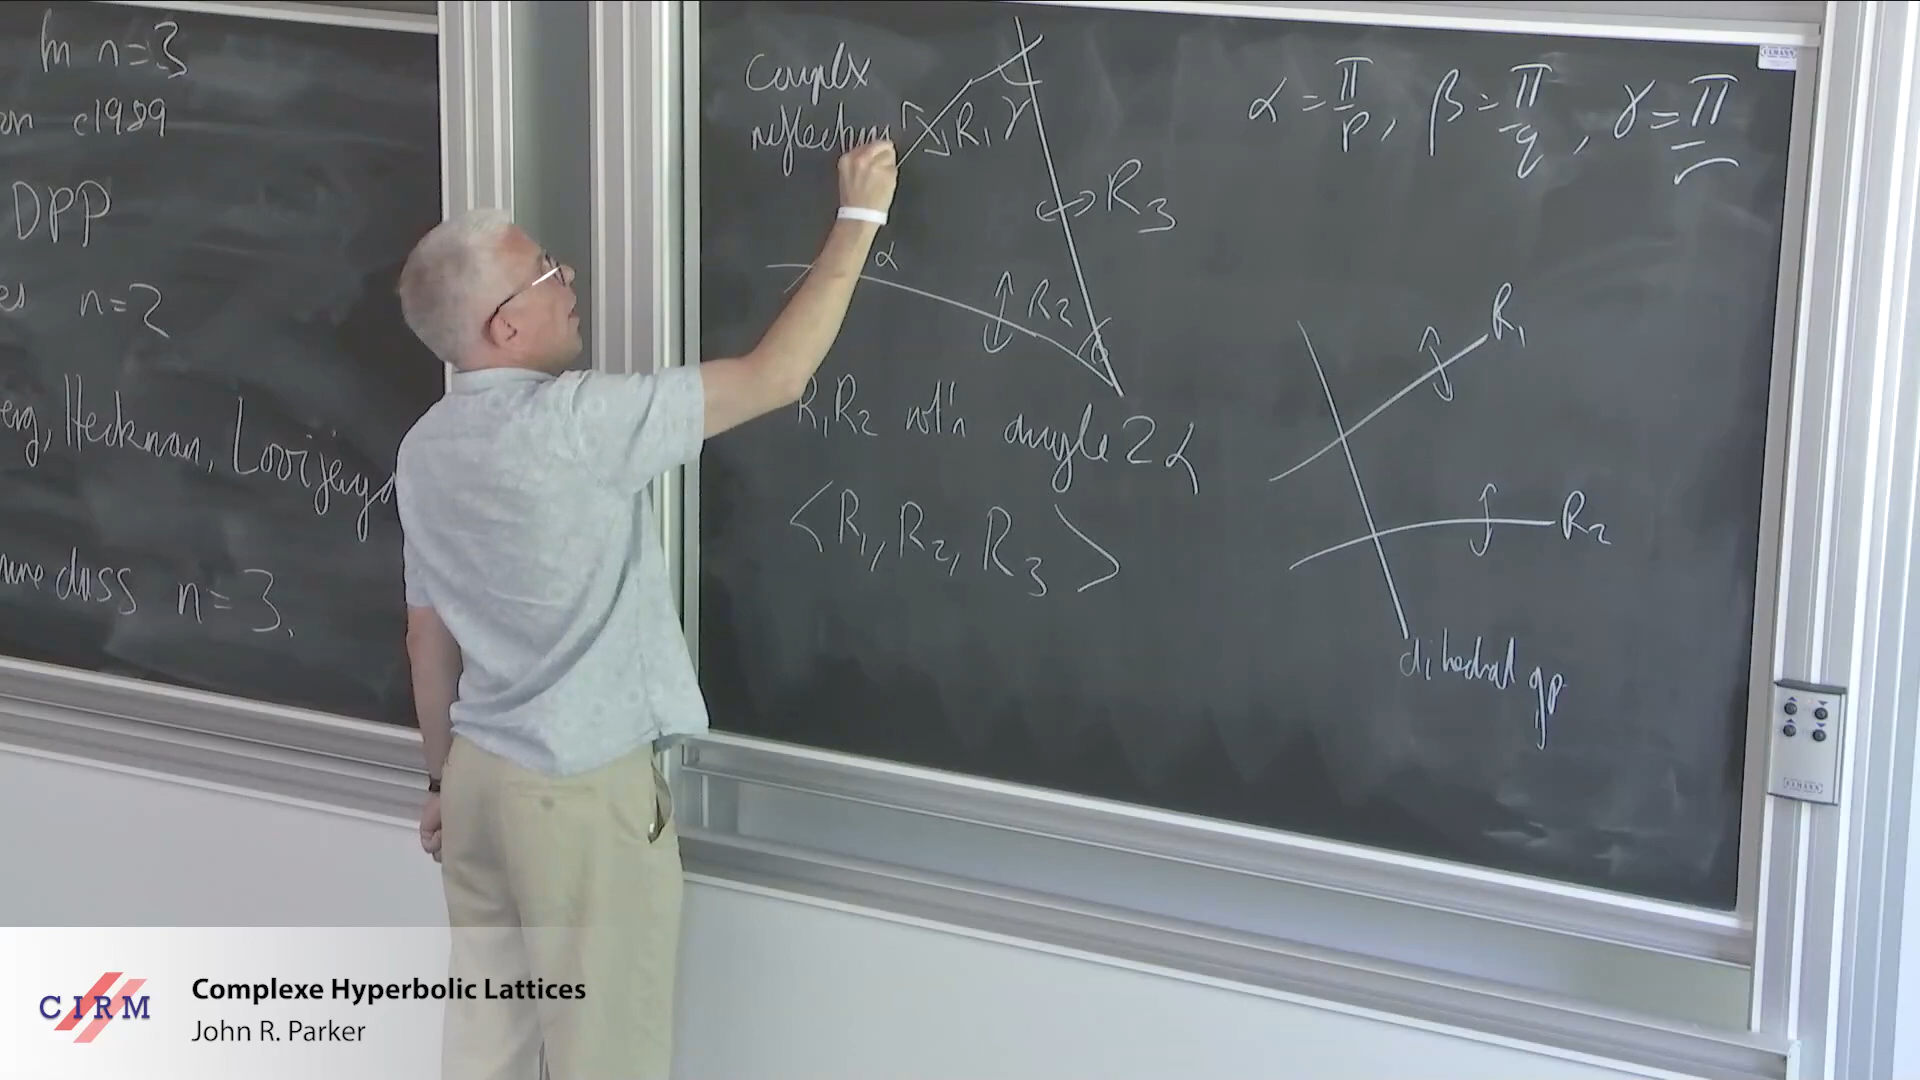 n=3
c1989
DPP
n=2
Heckman, Looijenga
class n=3.
Complex
reflections
R1
γ
R3
α
R2
R1R2 rot'n angle 2α
<R1, R2, R3>
α = π/p, β = π/q, γ = π/r
R1
R2
dihedral gp
CIRM
Complexe Hyperbolic Lattices
John R. Parker